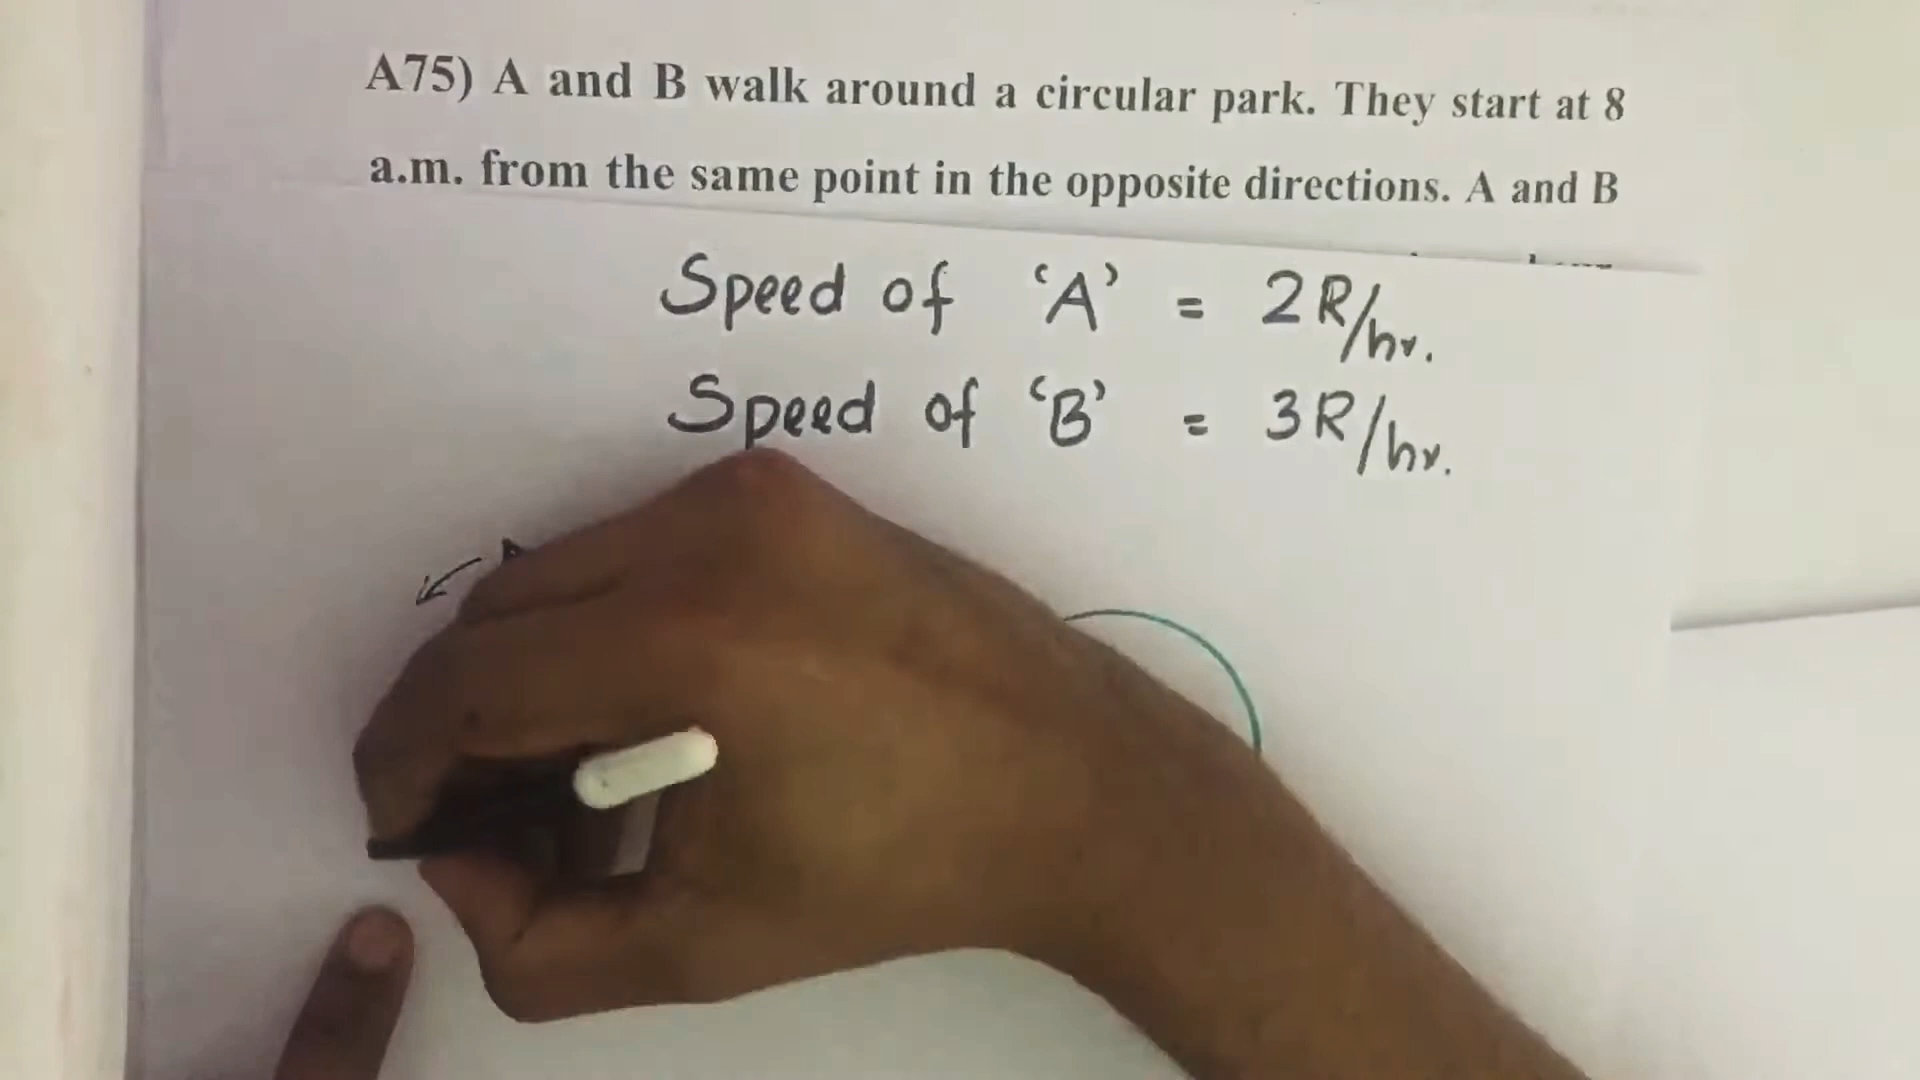 A75) A and B walk around a circular park. They start at 8
a.m. from the same point in the opposite directions. A and B
Speed of 'A' = 2R/hr.
Speed of 'B' = 3R/hr.